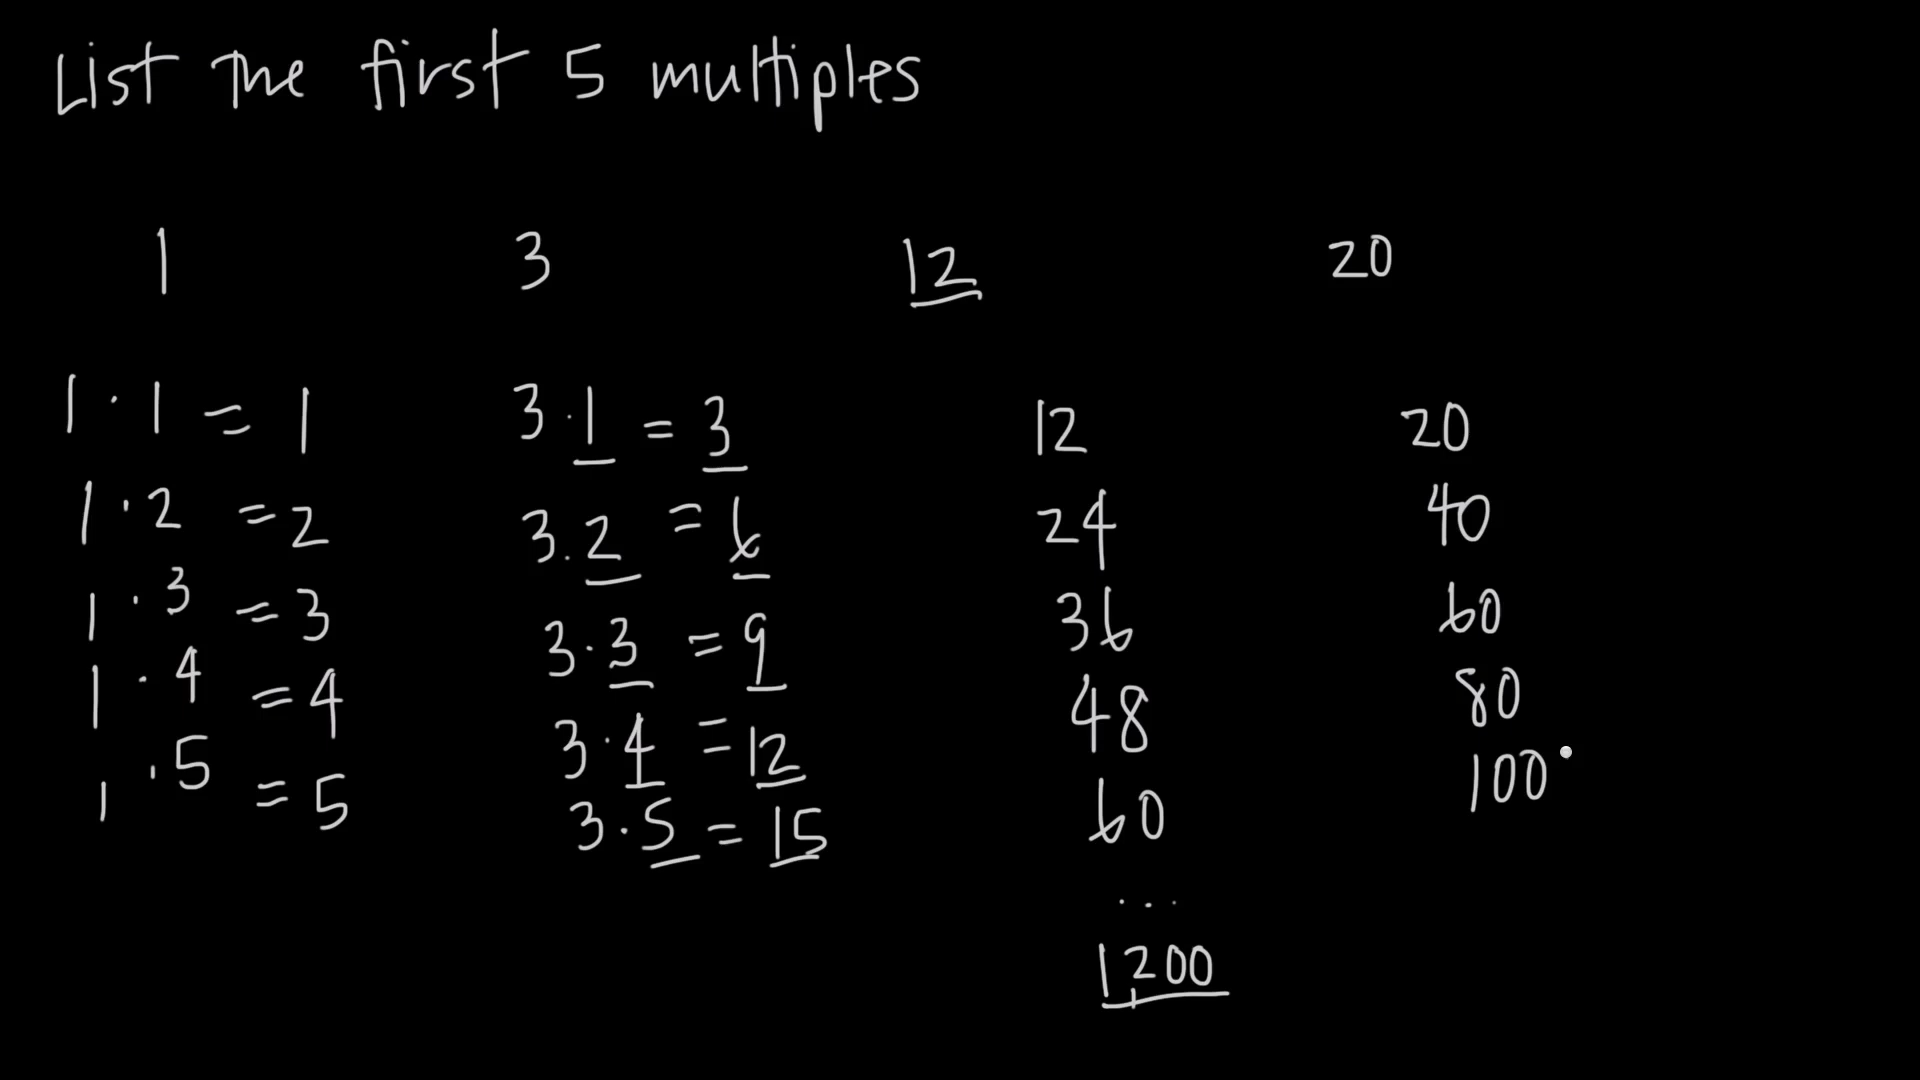 List the first 5 multiples
1 3 12 20
1 · 1 = 1 3 · 1 = 3 12 20
1 · 2 = 2 3 . 2 = 6 24 40
1 · 3 = 3 3 · 3 = 9 36 60
1 · 4 = 4 3 · 4 = 12 48 80
1 · 5 = 5 3 · 5 = 15 60 100
...
1,200